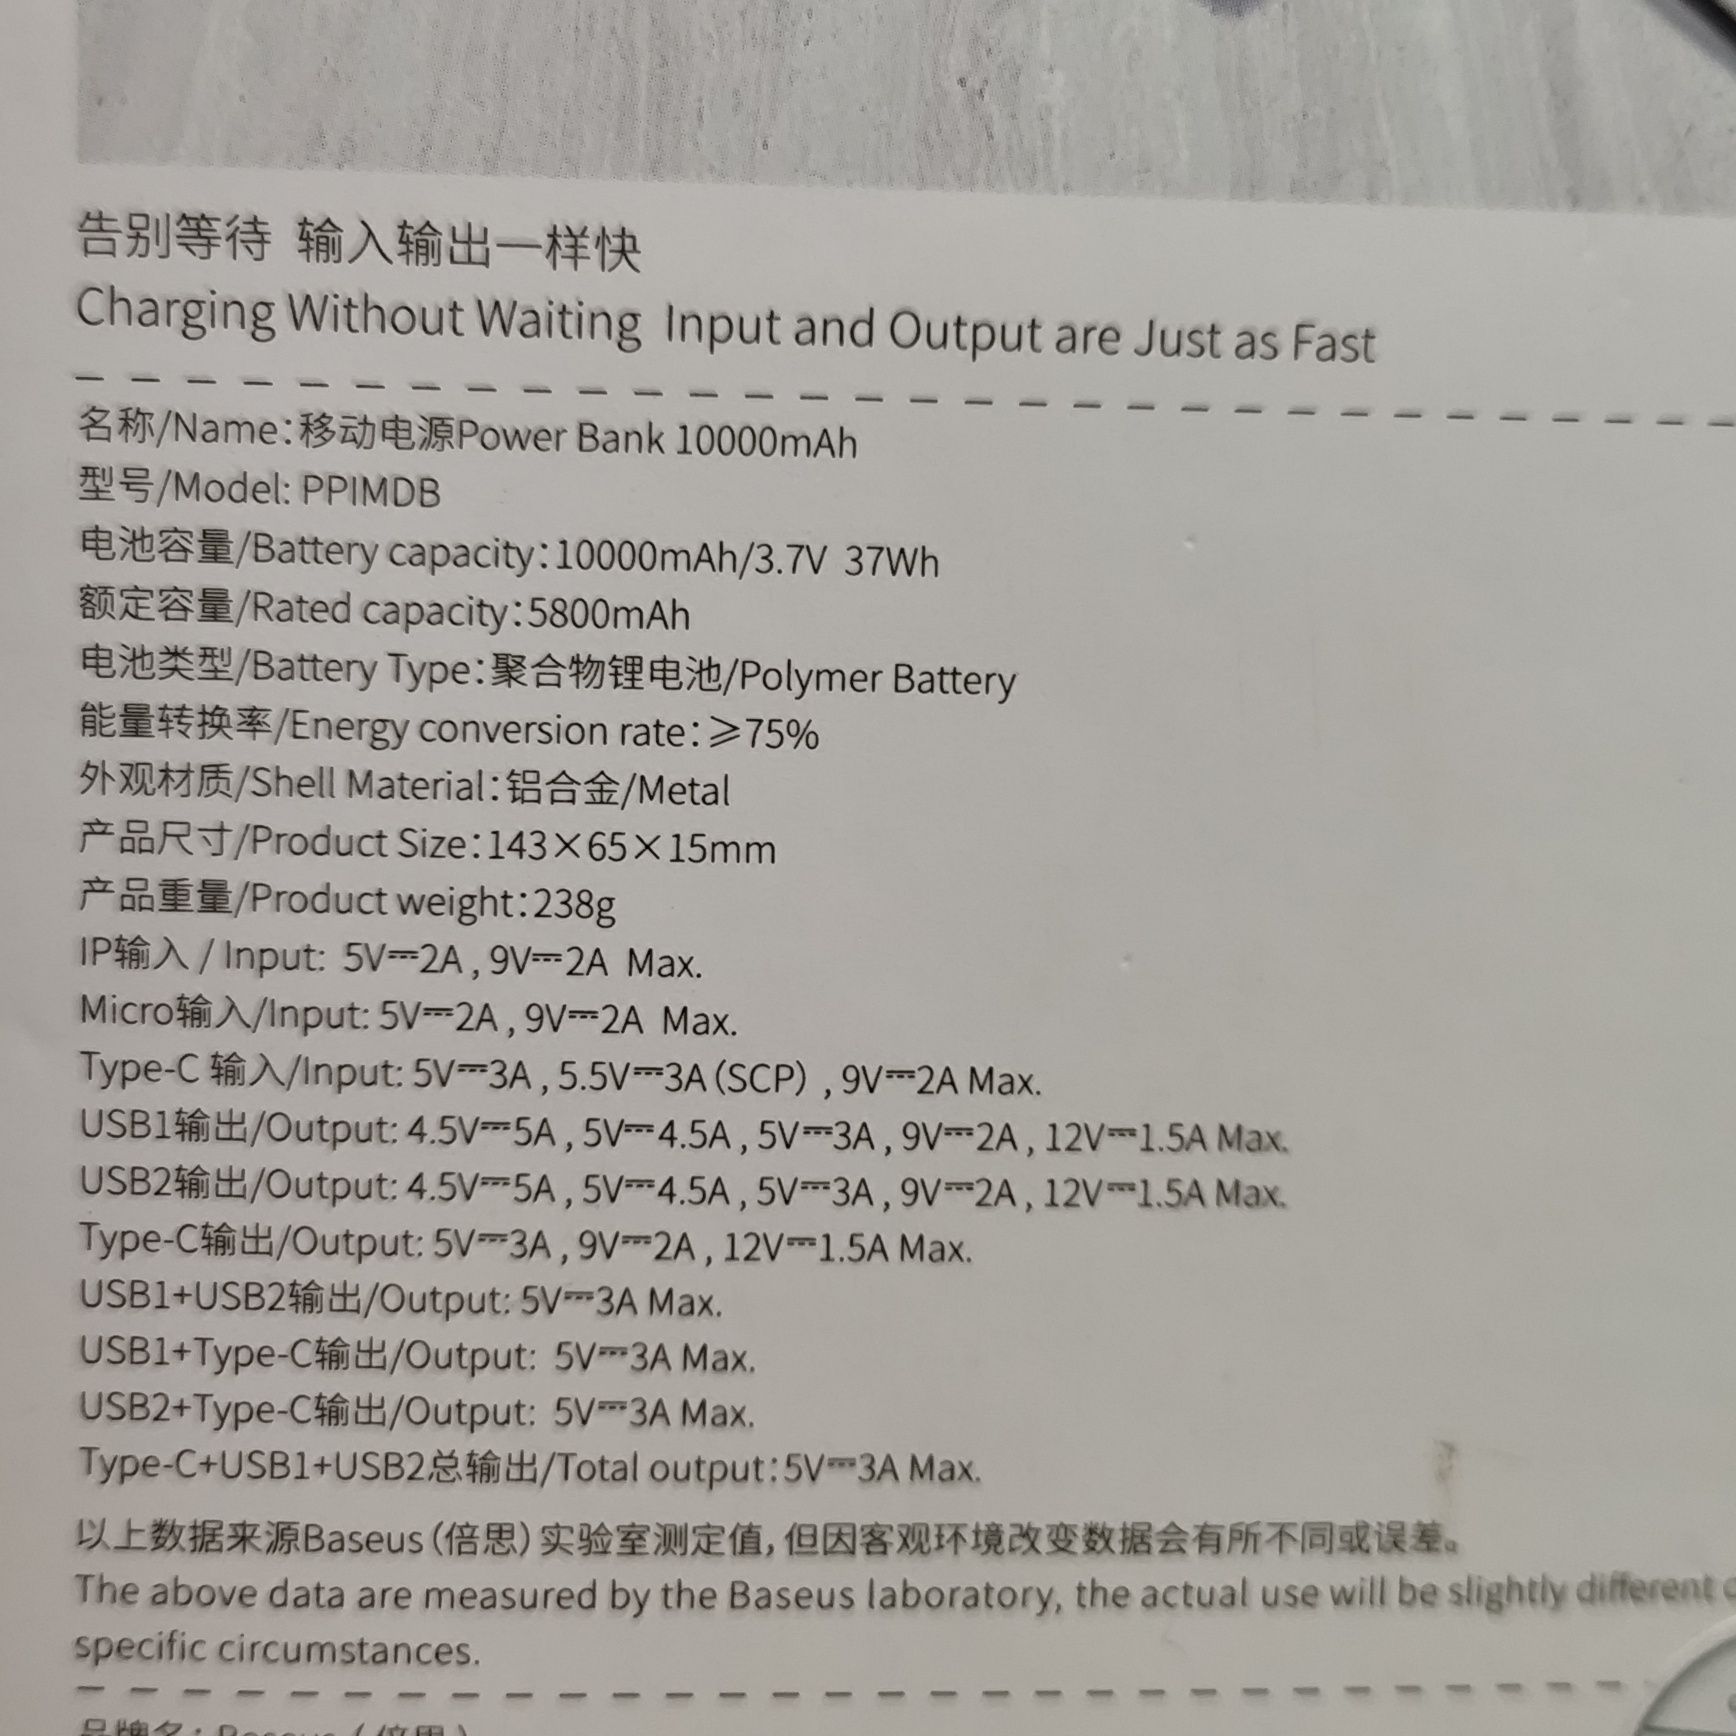 告别等待 输入输出一样快
Charging Without Waiting Input and Output are Just as Fast
名称/Name:移动电源Power Bank 10000mAh
型号/Model: PPIMDB
电池容量/Battery capacity:10000mAh/3.7V 37Wh
额定容量/Rated capacity:5800mAh
电池类型/Battery Type:聚合物锂电池/Polymer Battery
能量转换率/Energy conversion rate:≥75%
外观材质/Shell Material:铝合金/Metal
产品尺寸/Product Size:143×65×15mm
产品重量/Product weight:238g
IP输入 / Input: 5V⎓2A , 9V⎓2A Max.
Micro输入/Input: 5V⎓2A , 9V⎓2A Max.
Type-C 输入/Input: 5V⎓3A , 5.5V⎓3A (SCP) , 9V⎓2A Max.
USB1输出/Output: 4.5V⎓5A , 5V⎓4.5A , 5V⎓3A , 9V⎓2A , 12V⎓1.5A Max.
USB2输出/Output: 4.5V⎓5A , 5V⎓4.5A , 5V⎓3A , 9V⎓2A , 12V⎓1.5A Max.
Type-C输出/Output: 5V⎓3A , 9V⎓2A , 12V⎓1.5A Max.
USB1+USB2输出/Output: 5V⎓3A Max.
USB1+Type-C输出/Output: 5V⎓3A Max.
USB2+Type-C输出/Output: 5V⎓3A Max.
Type-C+USB1+USB2总输出/Total output:5V⎓3A Max.
以上数据来源Baseus（倍思）实验室测定值，但因客观环境改变数据会有所不同或误差。
The above data are measured by the Baseus laboratory, the actual use will be slightly different
specific circumstances.
品牌名：Baseus（倍思）